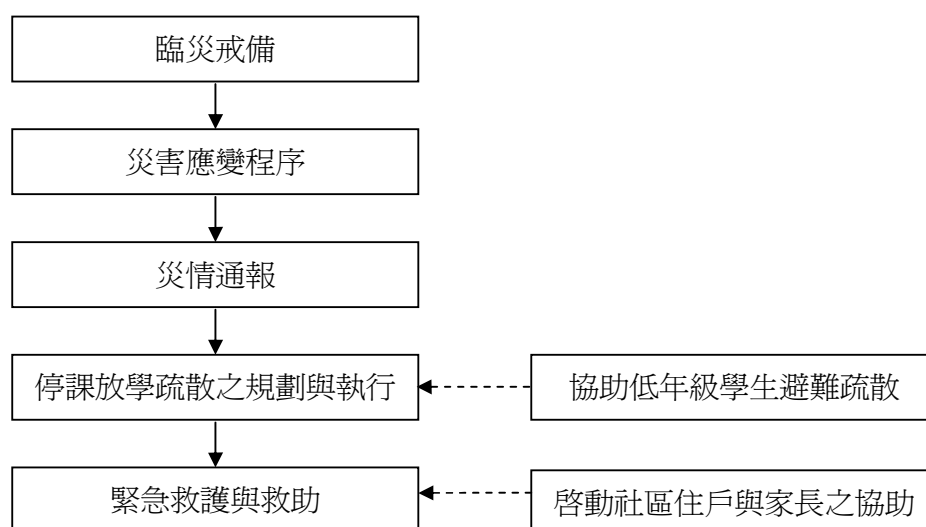 臨災戒備
災害應變程序
災情通報
停課放學疏散之規劃與執行
協助低年級學生避難疏散
緊急救護與救助
啓動社區住戶與家長之協助